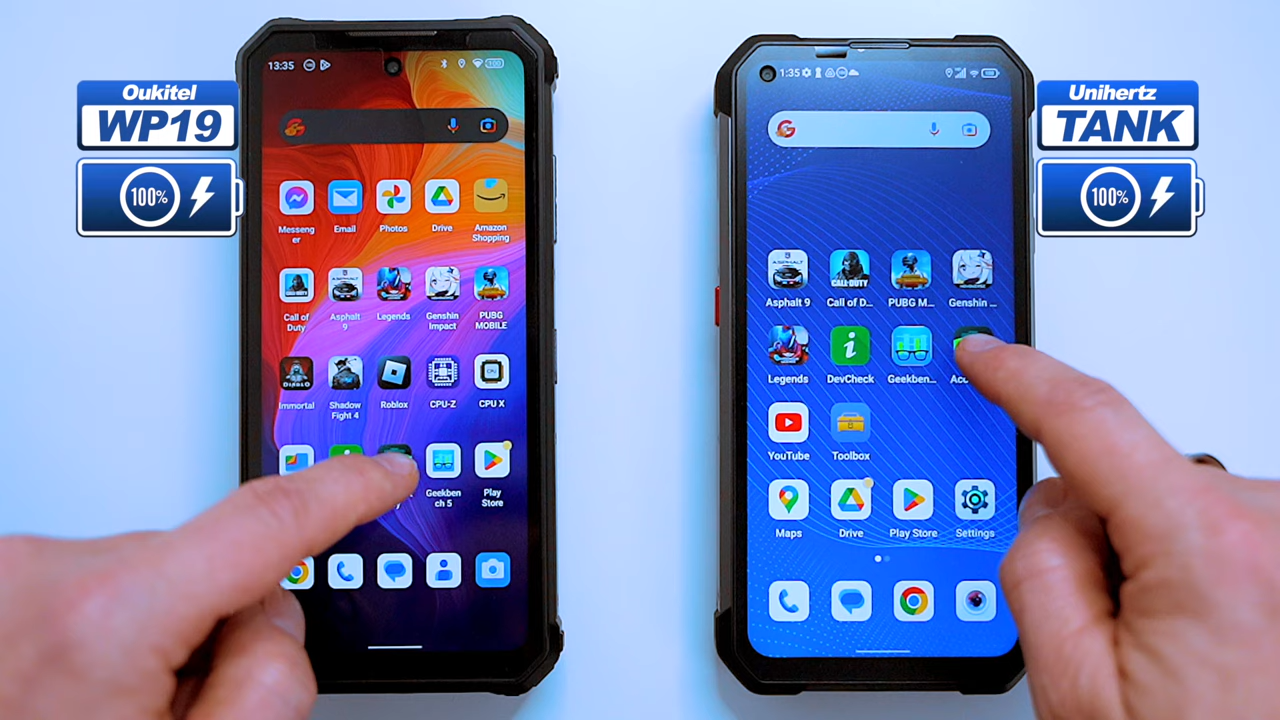 Oukitel
WP19
100%
13:35
100
Messeng
er
Email
Photos
Drive
Amazon
Shopping
Call of
Duty
Asphalt
9
Legends
Genshin
Impact
PUBG
MOBILE
Immortal
Shadow
Fight 4
Roblox
CPU-Z
CPU X
Geekben
ch 5
Play
Store
Unihertz
TANK
100%
1:35
Asphalt 9
Call of D...
PUBG M...
Genshin ...
Legends
DevCheck
Geekben...
YouTube
Toolbox
Maps
Drive
Play Store
Settings